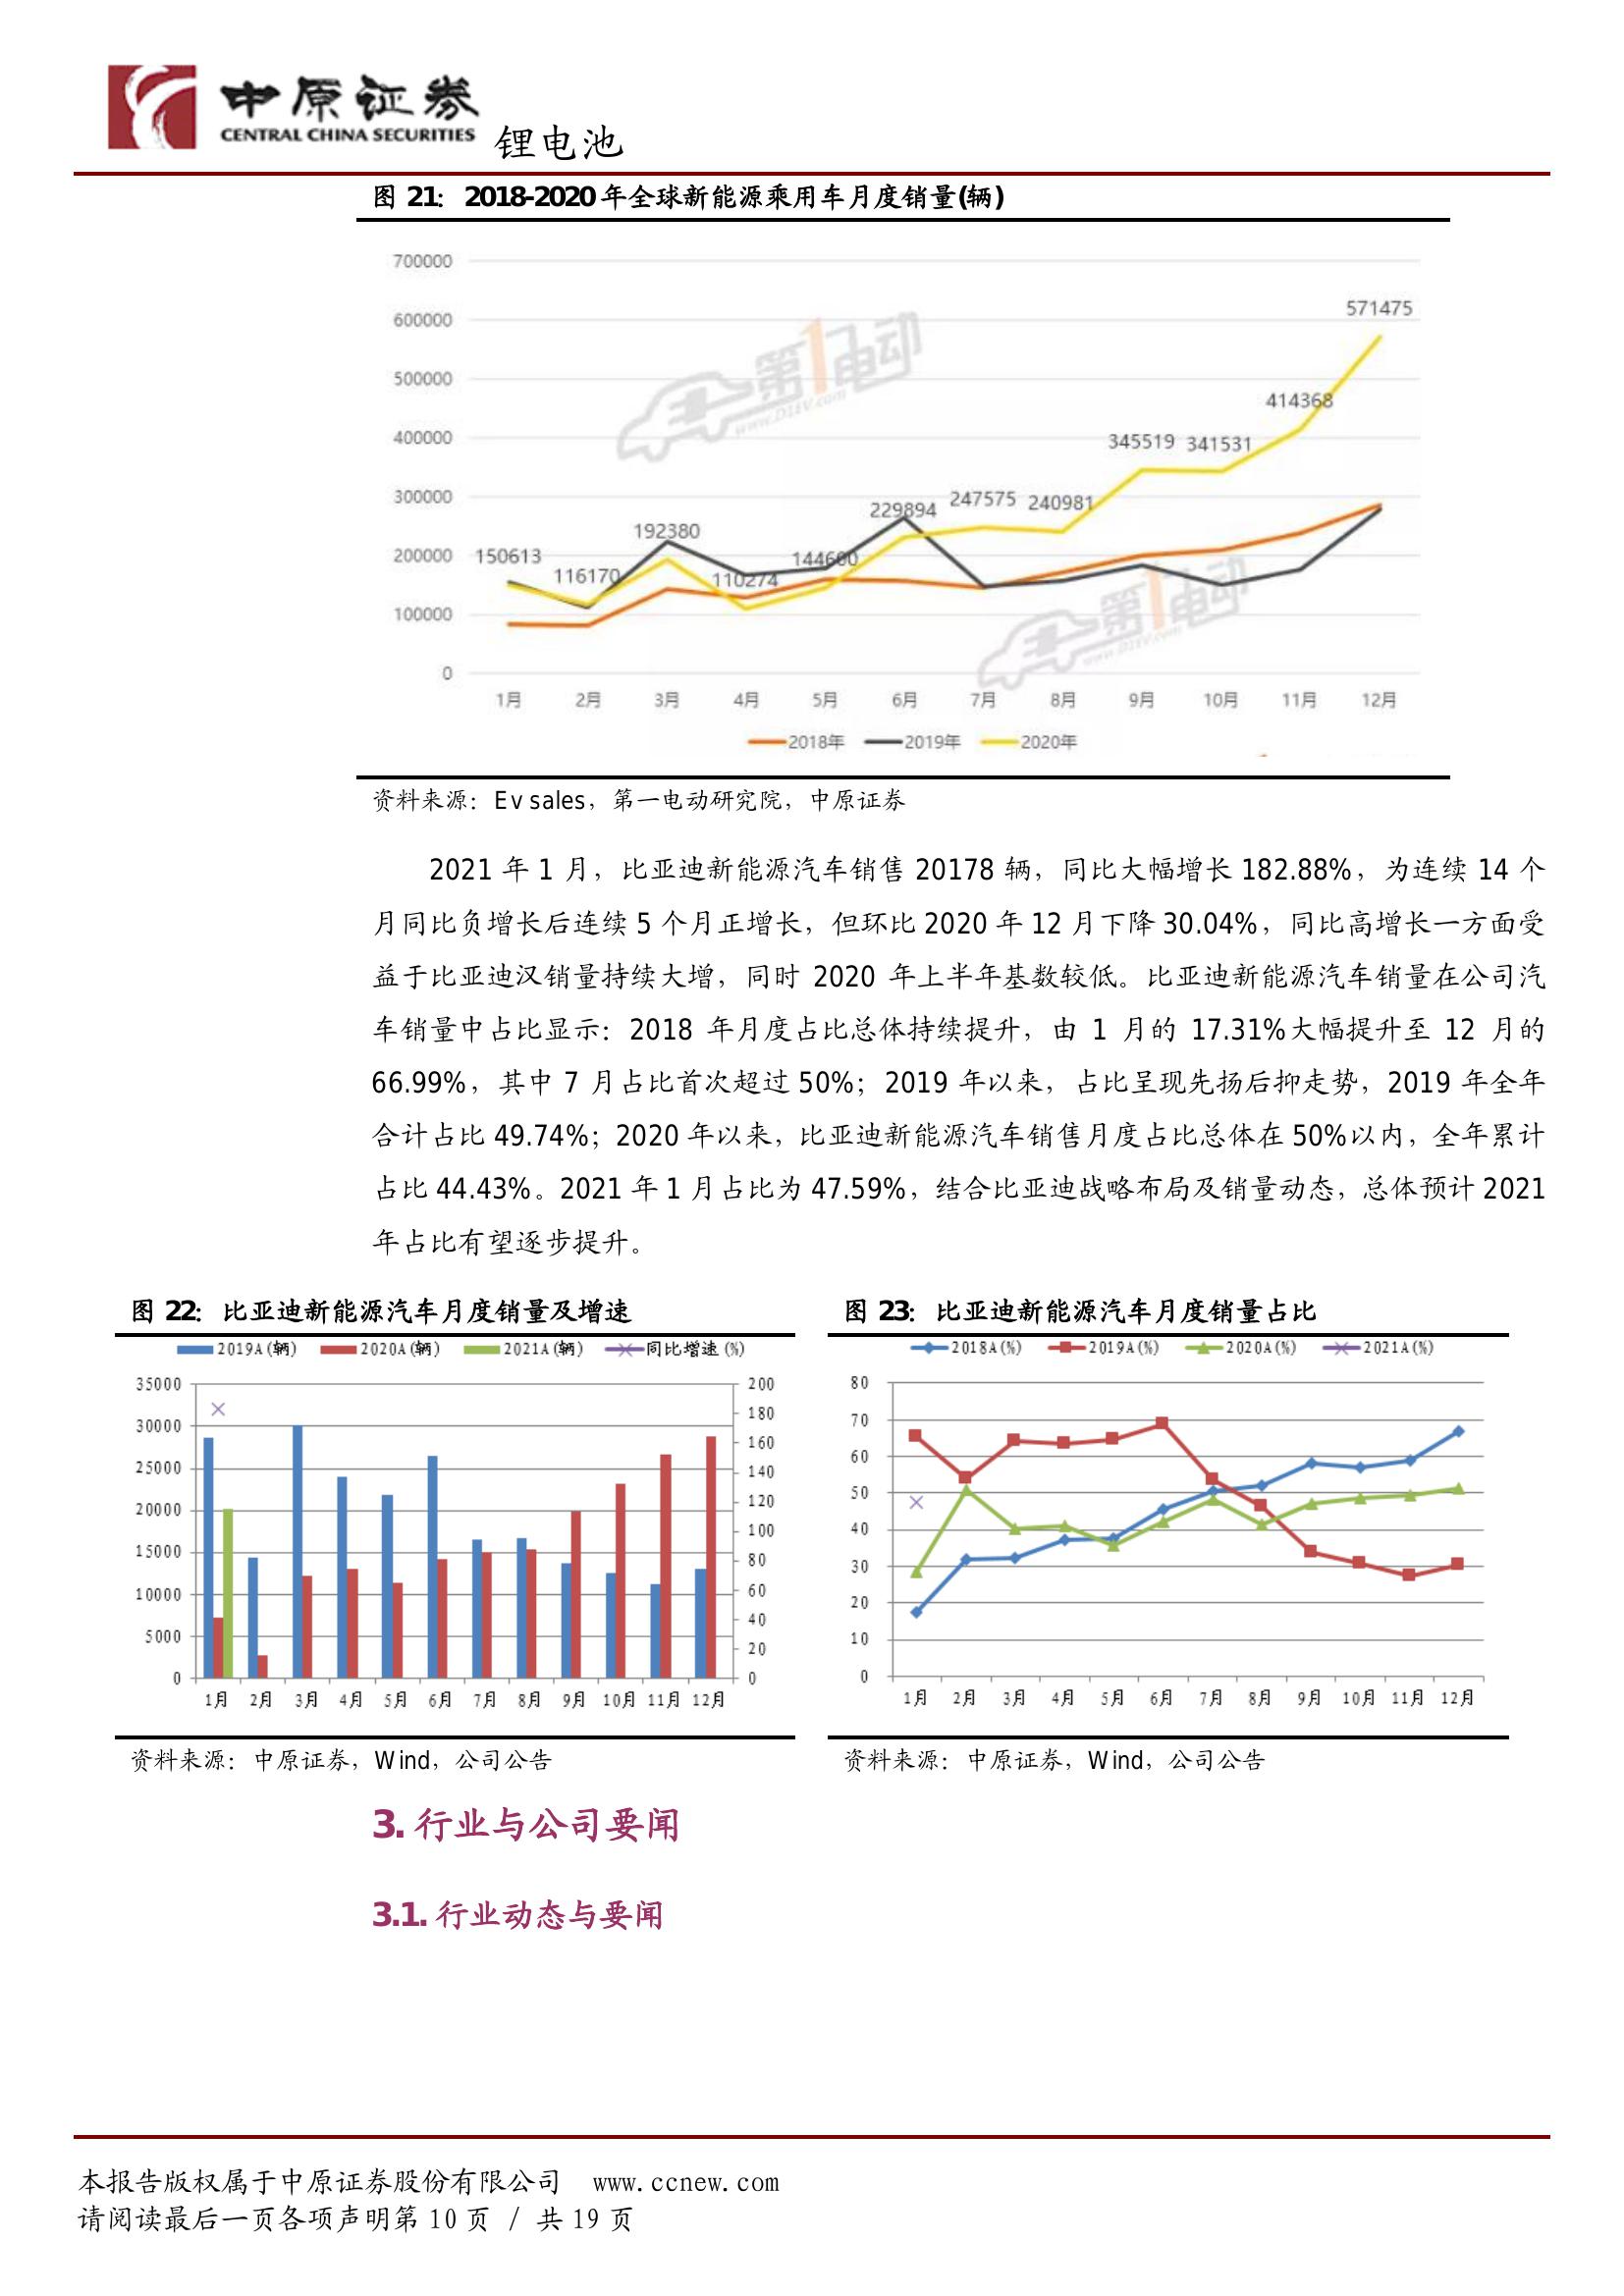 中原证券
CENTRAL CHINA SECURITIES
锂电池
图 21：2018-2020 年全球新能源乘用车月度销量(辆)
700000
600000
500000
400000
300000
200000
100000
0
150613
116170
192380
110274
144600
229894
247575
240981
345519
341531
414368
571475
第1电动
www.D1EV.com
第1电动
www.D1EV.com
1月 2月 3月 4月 5月 6月 7月 8月 9月 10月 11月 12月
2018年 2019年 2020年
资料来源：Ev sales，第一电动研究院，中原证券
2021 年 1 月，比亚迪新能源汽车销售 20178 辆，同比大幅增长 182.88%，为连续 14 个
月同比负增长后连续 5 个月正增长，但环比 2020 年 12 月下降 30.04%，同比高增长一方面受
益于比亚迪汉销量持续大增，同时 2020 年上半年基数较低。比亚迪新能源汽车销量在公司汽
车销量中占比显示：2018 年月度占比总体持续提升，由 1 月的 17.31%大幅提升至 12 月的
66.99%，其中 7 月占比首次超过 50%；2019 年以来，占比呈现先扬后抑走势，2019 年全年
合计占比 49.74%；2020 年以来，比亚迪新能源汽车销售月度占比总体在 50%以内，全年累计
占比 44.43%。2021 年 1 月占比为 47.59%，结合比亚迪战略布局及销量动态，总体预计 2021
年占比有望逐步提升。
图 22：比亚迪新能源汽车月度销量及增速
2019A(辆) 2020A(辆) 2021A(辆) 同比增速(%)
35000 200
30000 180
25000 160
20000 140
15000 120
10000 100
5000 80
0 60
40
20
0
1月 2月 3月 4月 5月 6月 7月 8月 9月 10月 11月 12月
资料来源：中原证券，Wind，公司公告
图 23：比亚迪新能源汽车月度销量占比
2018A(%) 2019A(%) 2020A(%) 2021A(%)
80
70
60
50
40
30
20
10
0
1月 2月 3月 4月 5月 6月 7月 8月 9月 10月 11月 12月
资料来源：中原证券，Wind，公司公告
3. 行业与公司要闻
3.1. 行业动态与要闻
本报告版权属于中原证券股份有限公司 www.ccnew.com
请阅读最后一页各项声明第 10 页 / 共 19 页